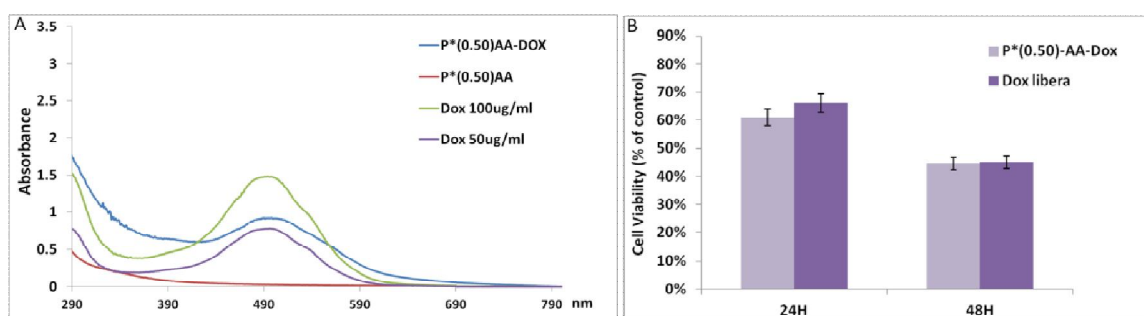 A
3.5
3
2.5
2
1.5
1
0.5
0
Absorbance
P*(0.50)AA-DOX
P*(0.50)AA
Dox 100ug/ml
Dox 50ug/ml
290 390 490 590 690 790 nm
B
90%
80%
70%
60%
50%
40%
30%
20%
10%
0%
Cell Viability (% of control)
P*(0.50)-AA-Dox
Dox libera
24H 48H